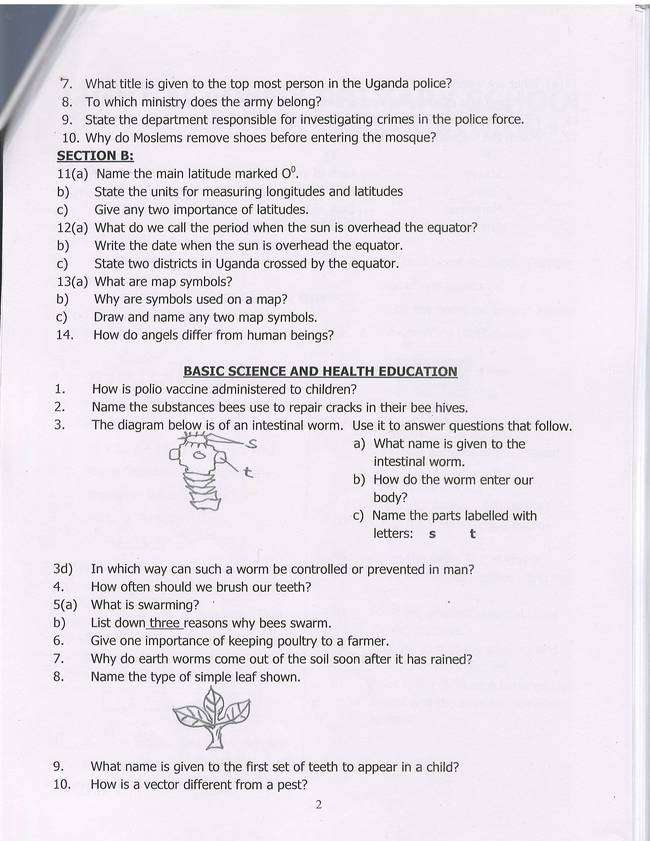 7. What title is given to the top most person in the Uganda police?
8. To which ministry does the army belong?
9. State the department responsible for investigating crimes in the police force.
10. Why do Moslems remove shoes before entering the mosque?
SECTION B:
11(a) Name the main latitude marked O⁰.
b) State the units for measuring longitudes and latitudes
c) Give any two importance of latitudes.
12(a) What do we call the period when the sun is overhead the equator?
b) Write the date when the sun is overhead the equator.
c) State two districts in Uganda crossed by the equator.
13(a) What are map symbols?
b) Why are symbols used on a map?
c) Draw and name any two map symbols.
14. How do angels differ from human beings?
BASIC SCIENCE AND HEALTH EDUCATION
1. How is polio vaccine administered to children?
2. Name the substances bees use to repair cracks in their bee hives.
3. The diagram below is of an intestinal worm. Use it to answer questions that follow.
s
t
a) What name is given to the
intestinal worm.
b) How do the worm enter our
body?
c) Name the parts labelled with
letters: s t
3d) In which way can such a worm be controlled or prevented in man?
4. How often should we brush our teeth?
5(a) What is swarming?
b) List down three reasons why bees swarm.
6. Give one importance of keeping poultry to a farmer.
7. Why do earth worms come out of the soil soon after it has rained?
8. Name the type of simple leaf shown.
9. What name is given to the first set of teeth to appear in a child?
10. How is a vector different from a pest?
2